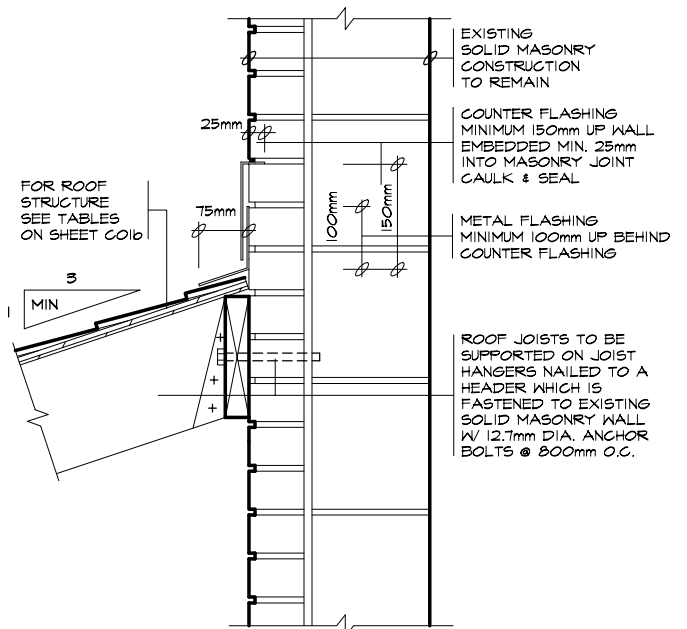 EXISTING
SOLID MASONRY
CONSTRUCTION
TO REMAIN
25mm
COUNTER FLASHING
MINIMUM 150mm UP WALL
EMBEDDED MIN. 25mm
INTO MASONRY JOINT
CAULK & SEAL
FOR ROOF
STRUCTURE
SEE TABLES
ON SHEET C01b
75mm
100mm
150mm
METAL FLASHING
MINIMUM 100mm UP BEHIND
COUNTER FLASHING
3
1
MIN
ROOF JOISTS TO BE
SUPPORTED ON JOIST
HANGERS NAILED TO A
HEADER WHICH IS
FASTENED TO EXISTING
SOLID MASONRY WALL
W/ 12.7mm DIA. ANCHOR
BOLTS @ 800mm O.C.